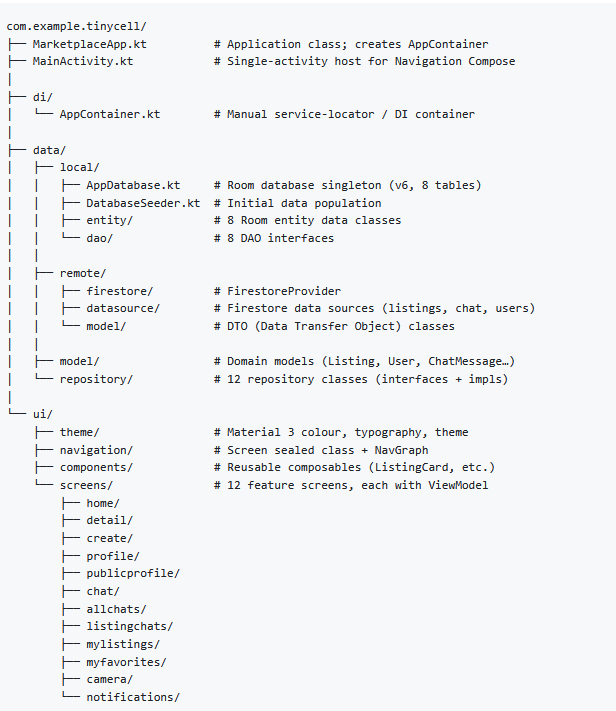 com.example.tinycell/
├── MarketplaceApp.kt          # Application class; creates AppContainer
├── MainActivity.kt            # Single-activity host for Navigation Compose
│
├── di/
│   └── AppContainer.kt        # Manual service-locator / DI container
│
├── data/
│   ├── local/
│   │   ├── AppDatabase.kt     # Room database singleton (v6, 8 tables)
│   │   ├── DatabaseSeeder.kt  # Initial data population
│   │   ├── entity/            # 8 Room entity data classes
│   │   └── dao/               # 8 DAO interfaces
│   │
│   ├── remote/
│   │   ├── firestore/         # FirestoreProvider
│   │   ├── datasource/        # Firestore data sources (listings, chat, users)
│   │   └── model/             # DTO (Data Transfer Object) classes
│   │
│   ├── model/                 # Domain models (Listing, User, ChatMessage…)
│   └── repository/            # 12 repository classes (interfaces + impls)
│
└── ui/
    ├── theme/                 # Material 3 colour, typography, theme
    ├── navigation/            # Screen sealed class + NavGraph
    ├── components/            # Reusable composables (ListingCard, etc.)
    └── screens/               # 12 feature screens, each with ViewModel
        ├── home/
        ├── detail/
        ├── create/
        ├── profile/
        ├── publicprofile/
        ├── chat/
        ├── allchats/
        ├── listingchats/
        ├── mylistings/
        ├── myfavorites/
        ├── camera/
        └── notifications/